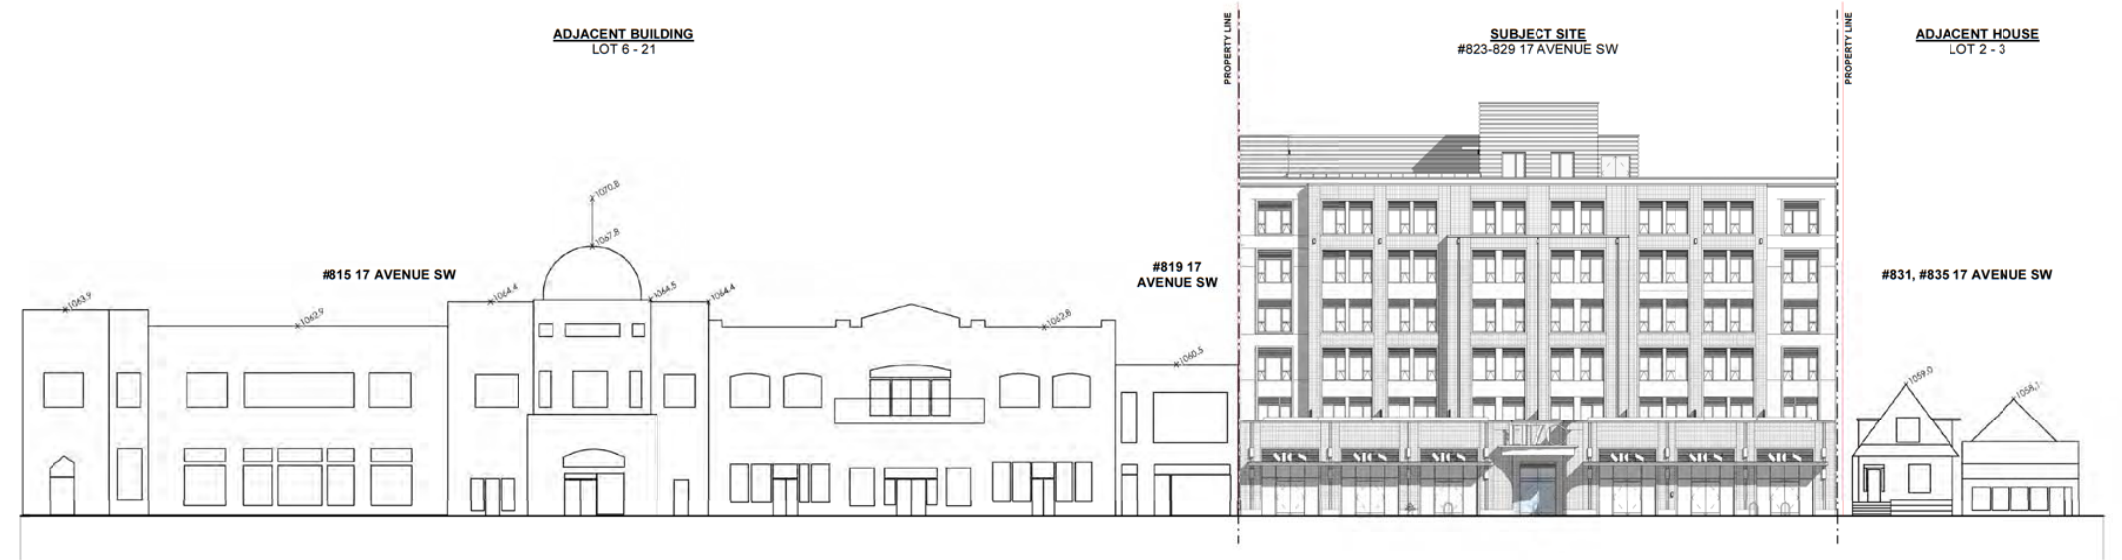 ADJACENT BUILDING
LOT 6 - 21
PROPERTY LINE
SUBJECT SITE
#823-829 17 AVENUE SW
PROPERTY LINE
ADJACENT HOUSE
LOT 2 - 3
1070.8
1067.8
#815 17 AVENUE SW
#819 17
AVENUE SW
#831, #835 17 AVENUE SW
1063.9
1062.9
1064.4
1064.5
1064.4
1062.8
1060.5
1059.0
1058.1